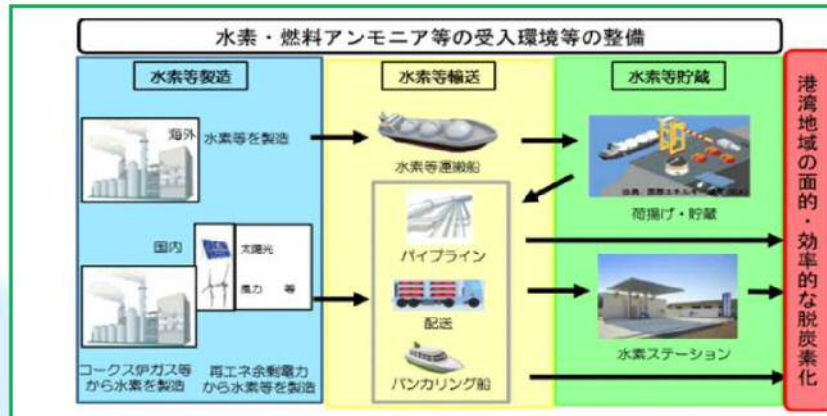 水素・燃料アンモニア等の受入環境等の整備
水素等製造
水素等輸送
水素等貯蔵
海外
水素等を製造
水素等運搬船
荷揚げ・貯蔵
国内
太陽光
風力 等
パイプライン
配送
バンカリング船
水素ステーション
コークス炉ガス等
から水素を製造
再エネ余剰電力
から水素等を製造
港湾地域の面的・効率的な脱炭素化